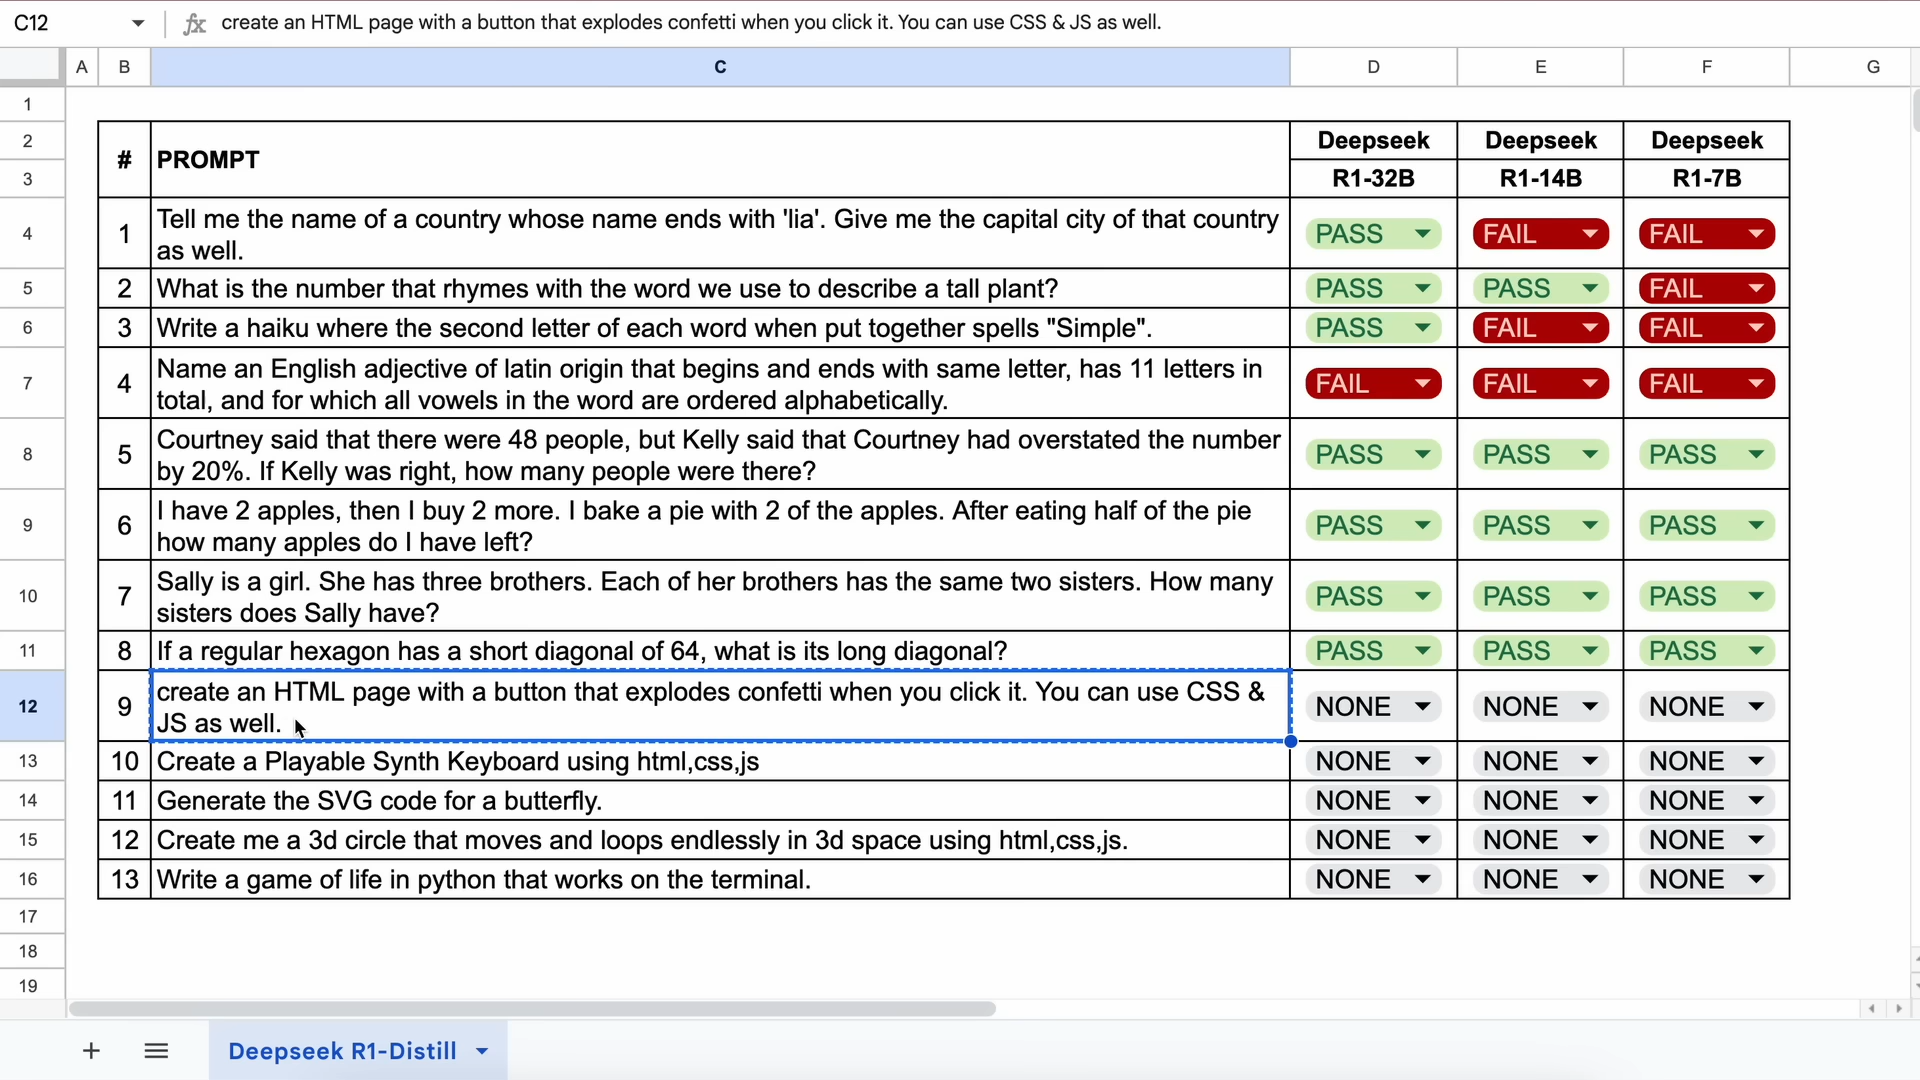 C12
fx create an HTML page with a button that explodes confetti when you click it. You can use CSS & JS as well.
A B C D E F G
1
2 # PROMPT Deepseek Deepseek Deepseek
3 R1-32B R1-14B R1-7B
4 1 Tell me the name of a country whose name ends with 'lia'. Give me the capital city of that country PASS FAIL FAIL
as well.
5 2 What is the number that rhymes with the word we use to describe a tall plant? PASS PASS FAIL
6 3 Write a haiku where the second letter of each word when put together spells "Simple". PASS FAIL FAIL
7 4 Name an English adjective of latin origin that begins and ends with same letter, has 11 letters in FAIL FAIL FAIL
total, and for which all vowels in the word are ordered alphabetically.
8 5 Courtney said that there were 48 people, but Kelly said that Courtney had overstated the number PASS PASS PASS
by 20%. If Kelly was right, how many people were there?
9 6 I have 2 apples, then I buy 2 more. I bake a pie with 2 of the apples. After eating half of the pie PASS PASS PASS
how many apples do I have left?
10 7 Sally is a girl. She has three brothers. Each of her brothers has the same two sisters. How many PASS PASS PASS
sisters does Sally have?
11 8 If a regular hexagon has a short diagonal of 64, what is its long diagonal? PASS PASS PASS
12 9 create an HTML page with a button that explodes confetti when you click it. You can use CSS & NONE NONE NONE
JS as well.
13 10 Create a Playable Synth Keyboard using html,css,js NONE NONE NONE
14 11 Generate the SVG code for a butterfly. NONE NONE NONE
15 12 Create me a 3d circle that moves and loops endlessly in 3d space using html,css,js. NONE NONE NONE
16 13 Write a game of life in python that works on the terminal. NONE NONE NONE
17
18
19
Deepseek R1-Distill